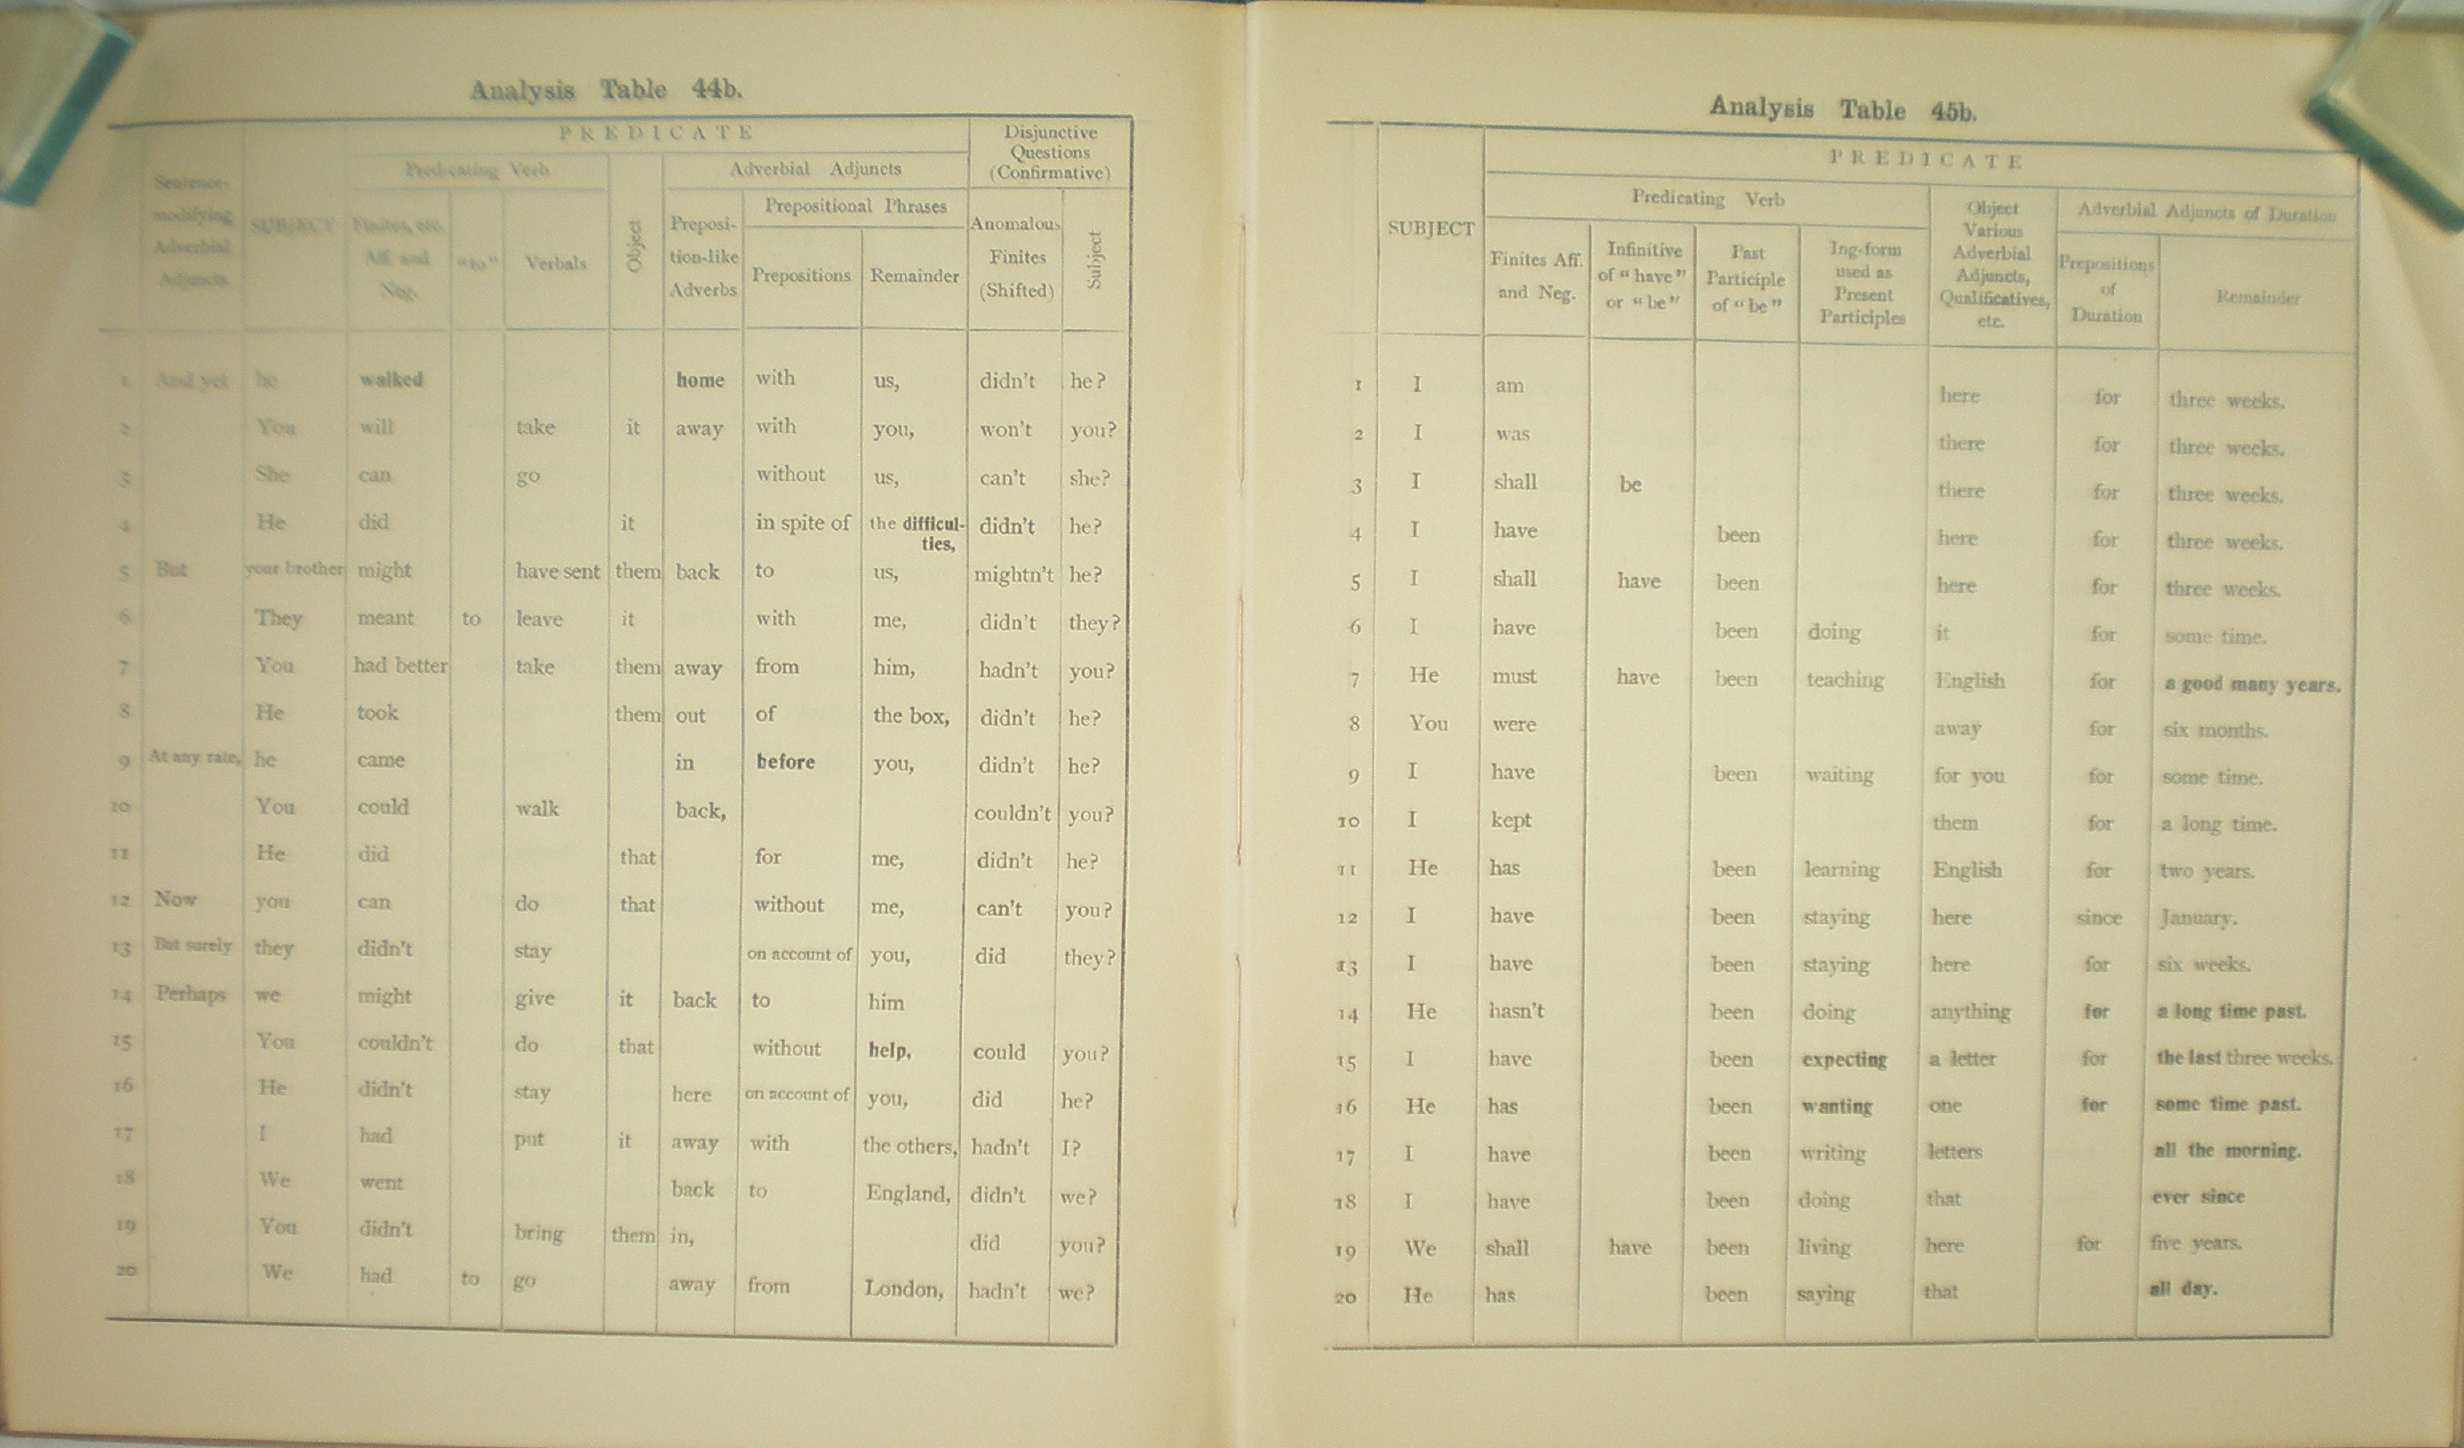 Analysis Table 44b.
PREDICATE
Disjunctive Questions (Confirmative)
Sentence-modifying Adverbial Adjuncts
SUBJECT
Predicating Verb
Finites, etc. Aff. and Neg.
"to"
Verbals
Object
Adverbial Adjuncts
Preposi-tion-like Adverbs
Prepositional Phrases
Prepositions
Remainder
Anomalous Finites (Shifted)
Subject
1 And yet he walked home with us, didn't he?
2 You will take it away with you, won't you?
3 She can go without us, can't she?
4 He did it in spite of the difficul-ties, didn't he?
5 But your brother might have sent them back to us, mightn't he?
6 They meant to leave it with me, didn't they?
7 You had better take them away from him, hadn't you?
8 He took them out of the box, didn't he?
9 At any rate, he came in before you, didn't he?
10 You could walk back, couldn't you?
11 He did that for me, didn't he?
12 Now you can do that without me, can't you?
13 But surely they didn't stay on account of you, did they?
14 Perhaps we might give it back to him
15 You couldn't do that without help, could you?
16 He didn't stay here on account of you, did he?
17 I had put it away with the others, hadn't I?
18 We went back to England, didn't we?
19 You didn't bring them in, did you?
20 We had to go away from London, hadn't we?
Analysis Table 45b.
PREDICATE
SUBJECT
Predicating Verb
Finites Aff. and Neg.
Infinitive of "have" or "be"
Past Participle of "be"
Ing-form used as Present Participles
Object Various Adverbial Adjuncts, Qualificatives, etc.
Adverbial Adjuncts of Duration
Prepositions of Duration
Remainder
1 I am here for three weeks.
2 I was there for three weeks.
3 I shall be there for three weeks.
4 I have been here for three weeks.
5 I shall have been here for three weeks.
6 I have been doing it for some time.
7 He must have been teaching English for a good many years.
8 You were away for six months.
9 I have been waiting for you for some time.
10 I kept them for a long time.
11 He has been learning English for two years.
12 I have been staying here since January.
13 I have been staying here for six weeks.
14 He hasn't been doing anything for a long time past.
15 I have been expecting a letter for the last three weeks.
16 He has been wanting one for some time past.
17 I have been writing letters all the morning.
18 I have been doing that ever since
19 We shall have been living here for five years.
20 He has been saying that all day.